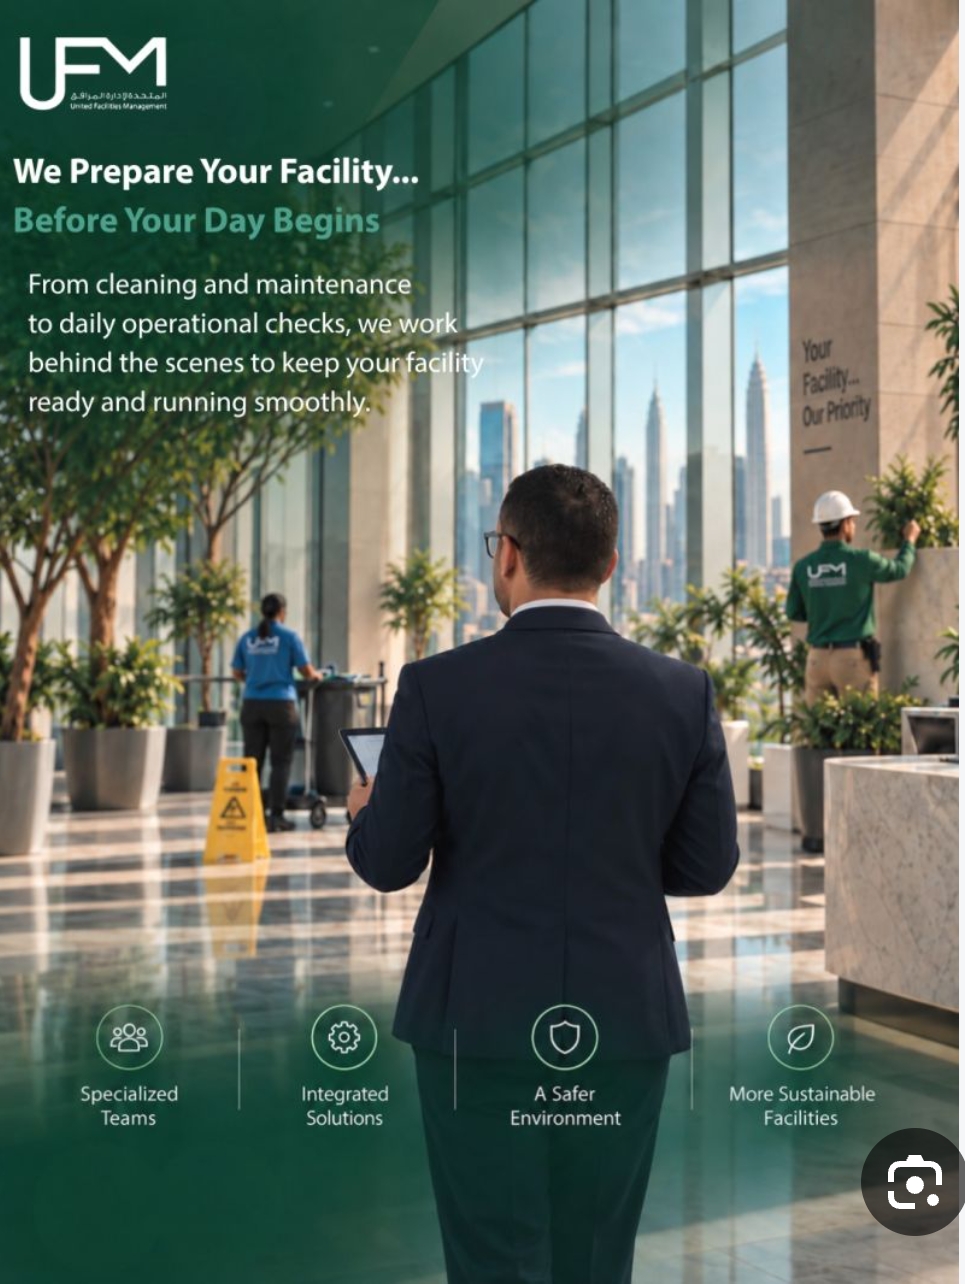 UFM
المتحدة لإدارة المرافق
United Facilities Management
We Prepare Your Facility...
Before Your Day Begins
From cleaning and maintenance
to daily operational checks, we work
behind the scenes to keep your facility
ready and running smoothly.
Your
Facility...
Our Priority
UFM
UFM
Specialized
Teams
Integrated
Solutions
A Safer
Environment
More Sustainable
Facilities